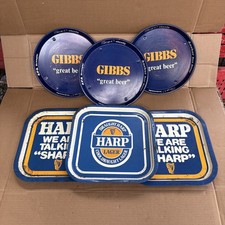 GIBBS
"great beer"
GIBBS
"great beer"
GIBBS
"great beer"
HARP
WE ARE
TALKING
"SHARP"
HARP
LAGER
HARP
WE ARE
TALKING
SHARP"